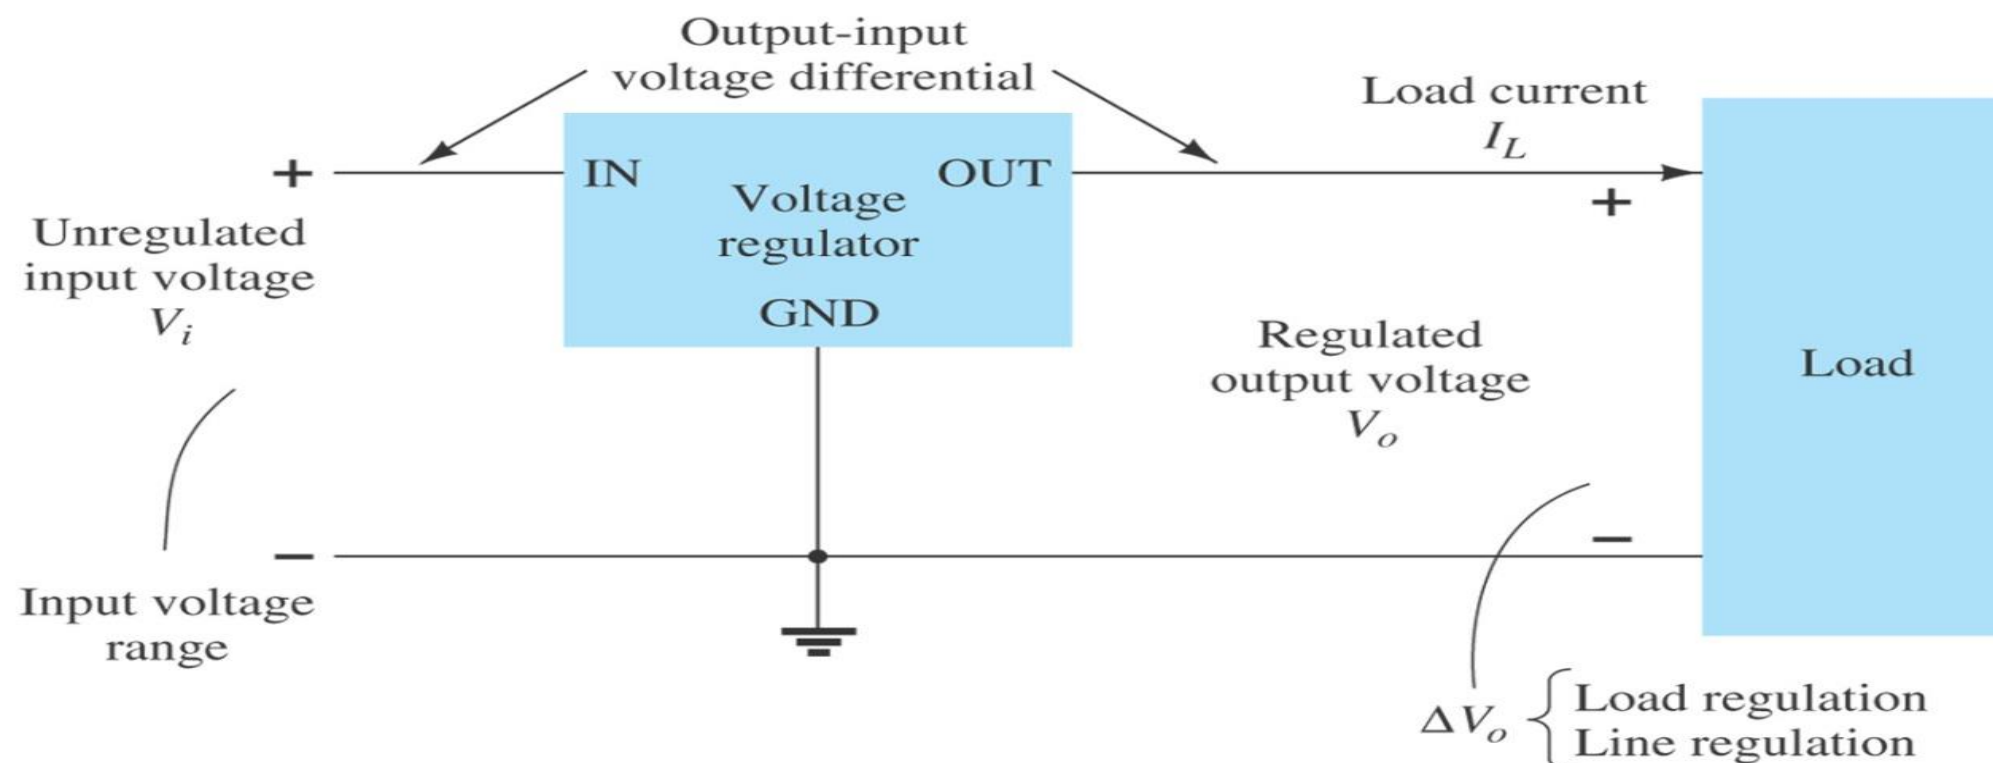 Output-input
voltage differential
Load current
I_L
+
IN
OUT
Voltage
regulator
GND
+
Unregulated
input voltage
V_i
Regulated
output voltage
V_o
Load
−
−
Input voltage
range
ΔV_o { Load regulation
Line regulation